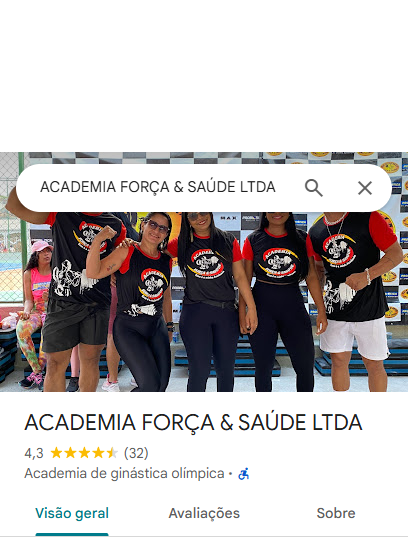 ACADEMIA FORÇA & SAÚDE LTDA
ACADEMIA FORÇA & SAÚDE LTDA
4,3 (32)
Academia de ginástica olímpica ·
Visão geral Avaliações Sobre